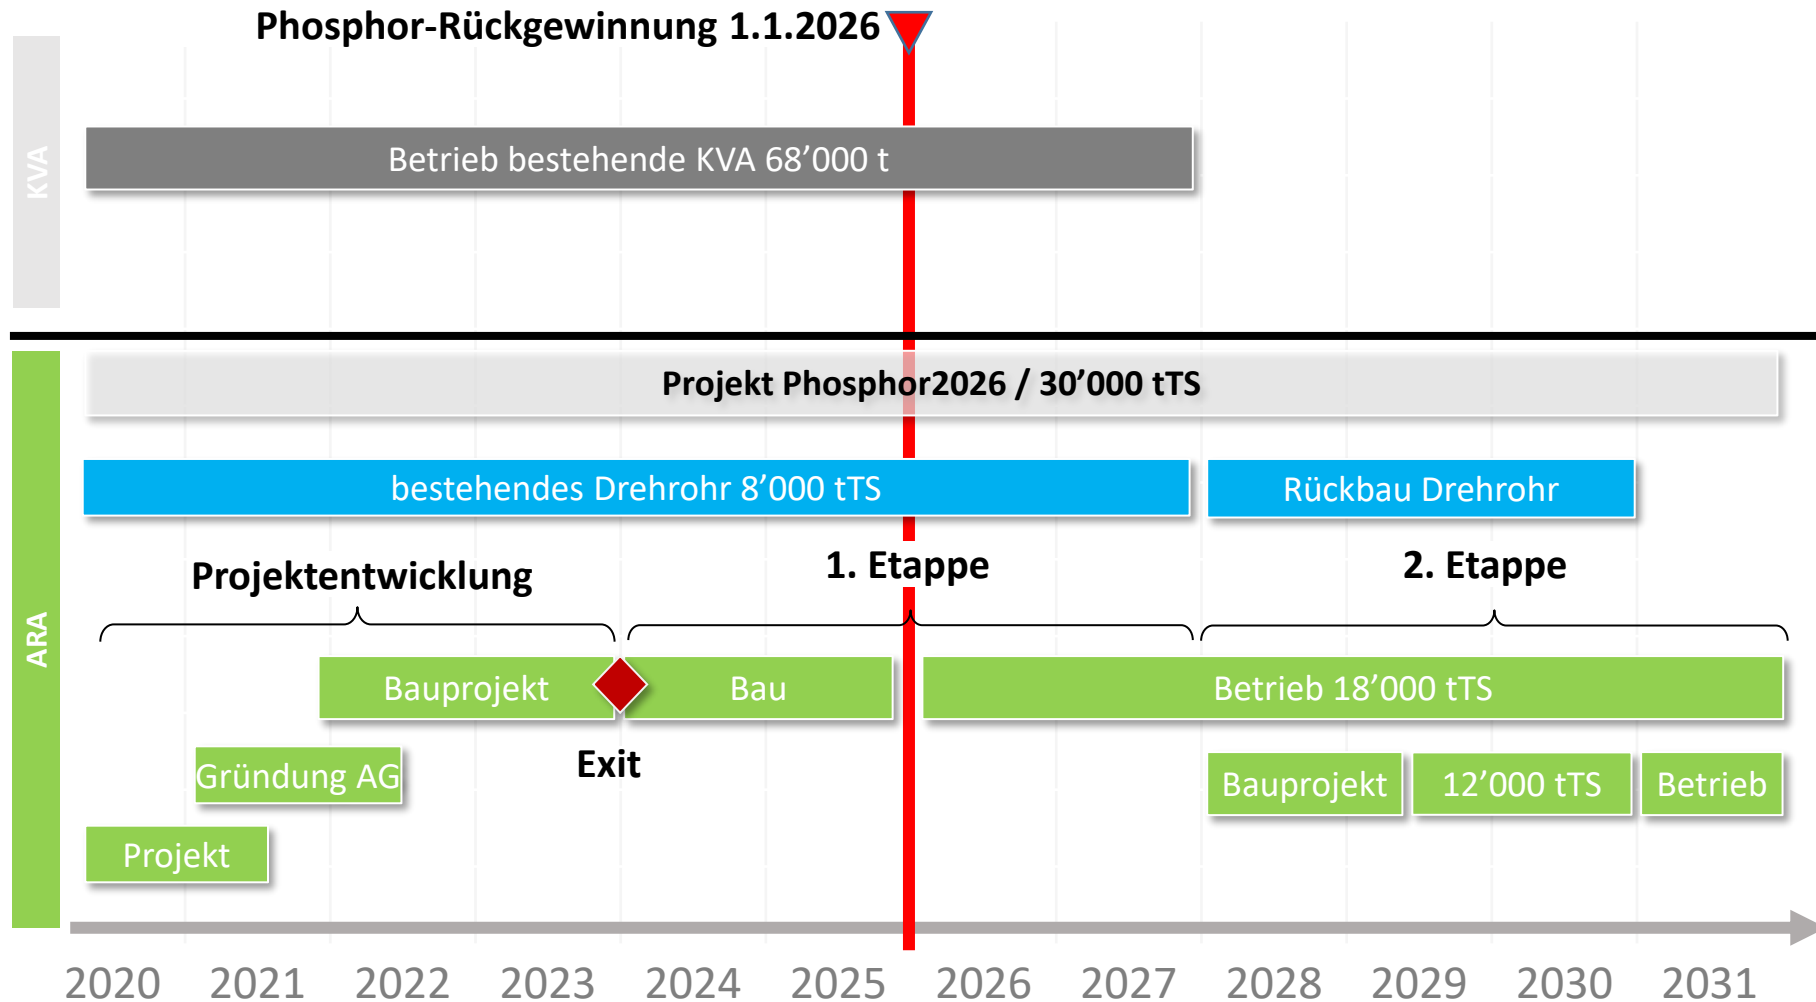 Phosphor-Rückgewinnung 1.1.2026
KVA
Betrieb bestehende KVA 68’000 t
ARA
Projekt Phosphor2026 / 30’000 tTS
bestehendes Drehrohr 8’000 tTS
Rückbau Drehrohr
Projektentwicklung
1. Etappe
2. Etappe
Bauprojekt
Bau
Betrieb 18’000 tTS
Exit
Gründung AG
Bauprojekt
12’000 tTS
Betrieb
Projekt
2020 2021 2022 2023 2024 2025 2026 2027 2028 2029 2030 2031